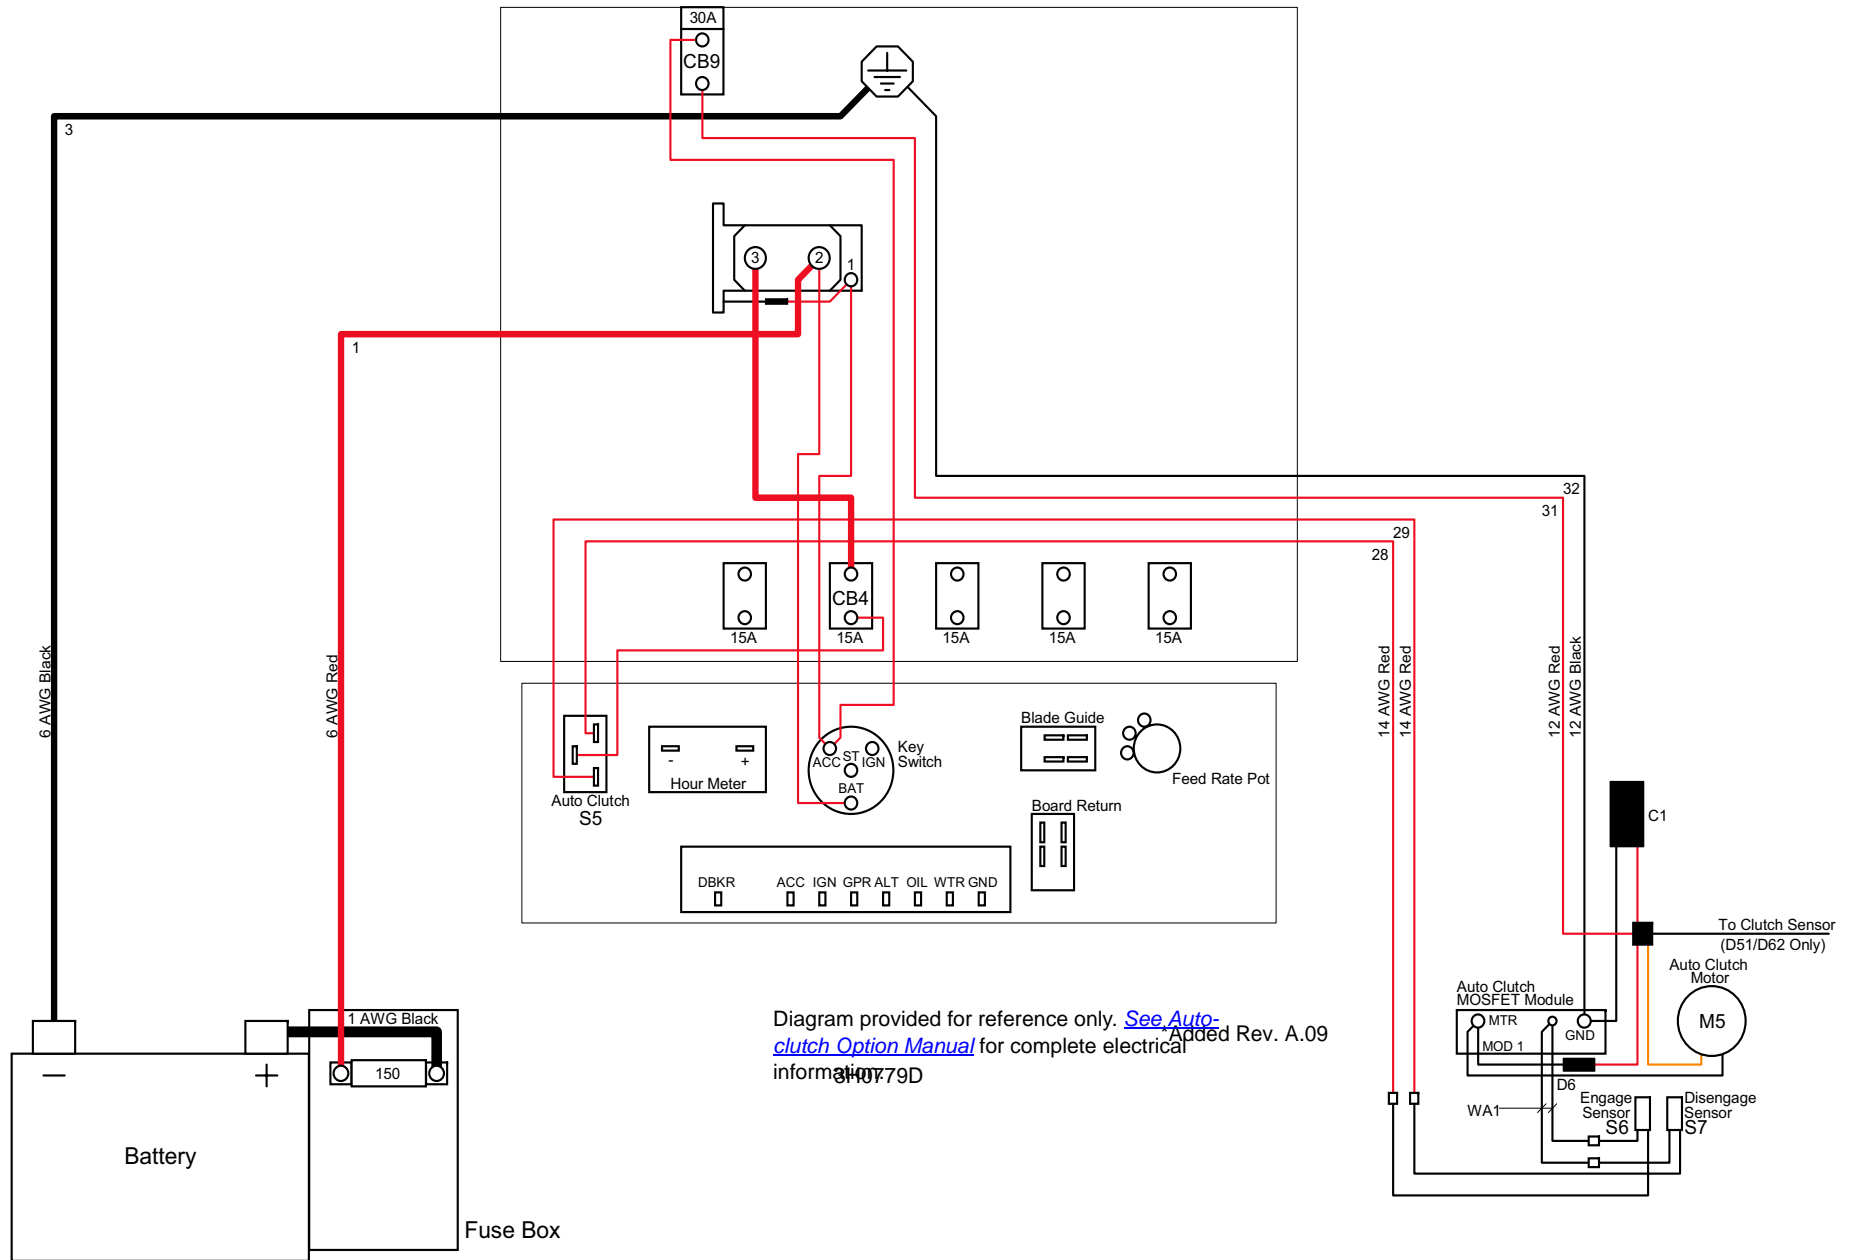 30A
CB9
3
3
2
1
1
32
31
29
28
CB4
15A
15A
15A
15A
15A
6 AWG Black
6 AWG Red
14 AWG Red
14 AWG Red
12 AWG Red
12 AWG Black
Auto Clutch
S5
-
+
Hour Meter
ACC
ST
IGN
BAT
Key
Switch
Blade Guide
Feed Rate Pot
Board Return
DBKR
ACC
IGN
GPR
ALT
OIL
WTR
GND
C1
To Clutch Sensor
(D51/D62 Only)
Auto Clutch
Motor
M5
Auto Clutch
MOSFET Module
MTR
GND
MOD 1
D6
WA1
Engage
Sensor
S6
Disengage
Sensor
S7
1 AWG Black
150
Battery
Fuse Box
Diagram provided for reference only. See Auto-
clutch Option Manual for complete electrical
information.
*Added Rev. A.09
3H0779D